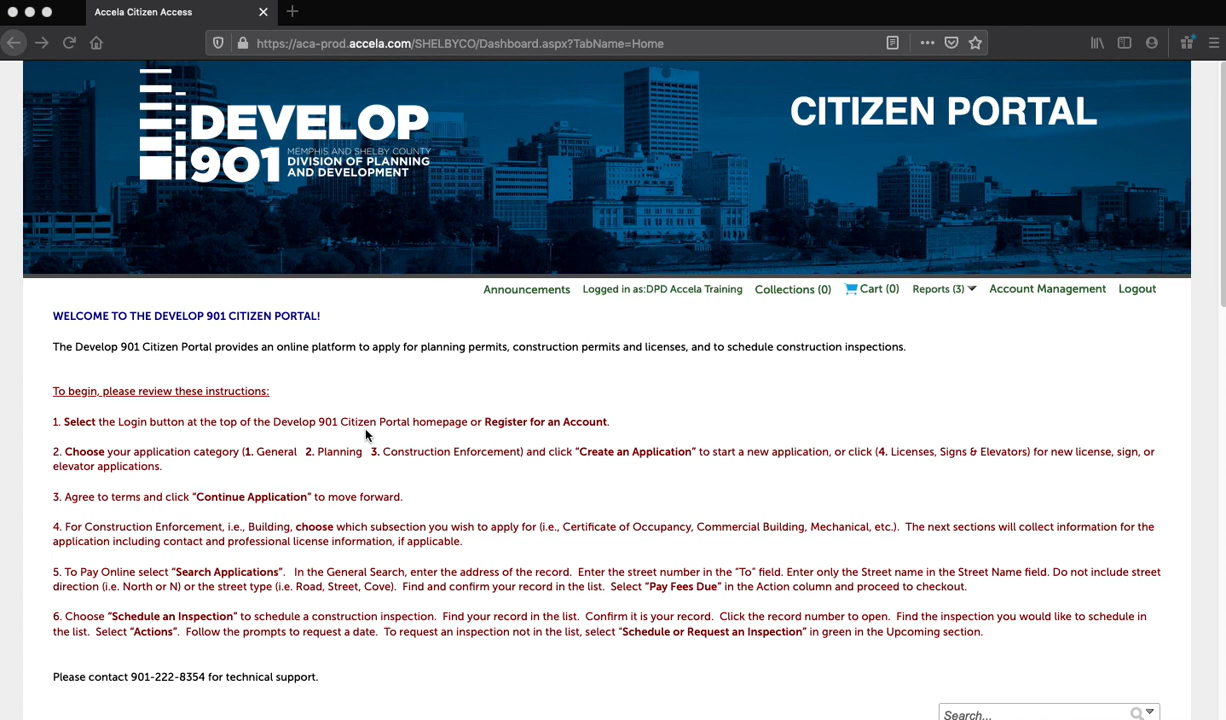 Accela Citizen Access
https://aca-prod.accela.com/SHELBYCO/Dashboard.aspx?TabName=Home
DEVELOP
901
MEMPHIS AND SHELBY COUNTY
DIVISION OF PLANNING
AND DEVELOPMENT
CITIZEN PORTAL
Announcements Logged in as:DPD Accela Training Collections (0) Cart (0) Reports (3) Account Management Logout
WELCOME TO THE DEVELOP 901 CITIZEN PORTAL!
The Develop 901 Citizen Portal provides an online platform to apply for planning permits, construction permits and licenses, and to schedule construction inspections.
To begin, please review these instructions:
1. Select the Login button at the top of the Develop 901 Citizen Portal homepage or Register for an Account.
2. Choose your application category (1. General 2. Planning 3. Construction Enforcement) and click "Create an Application" to start a new application, or click (4. Licenses, Signs & Elevators) for new license, sign, or
elevator applications.
3. Agree to terms and click "Continue Application" to move forward.
4. For Construction Enforcement, i.e., Building, choose which subsection you wish to apply for (i.e., Certificate of Occupancy, Commercial Building, Mechanical, etc.). The next sections will collect information for the
application including contact and professional license information, if applicable.
5. To Pay Online select "Search Applications". In the General Search, enter the address of the record. Enter the street number in the "To" field. Enter only the Street name in the Street Name field. Do not include street
direction (i.e. North or N) or the street type (i.e. Road, Street, Cove). Find and confirm your record in the list. Select "Pay Fees Due" in the Action column and proceed to checkout.
6. Choose "Schedule an Inspection" to schedule a construction inspection. Find your record in the list. Confirm it is your record. Click the record number to open. Find the inspection you would like to schedule in
the list. Select "Actions". Follow the prompts to request a date. To request an inspection not in the list, select "Schedule or Request an Inspection" in green in the Upcoming section.
Please contact 901-222-8354 for technical support.
Search...